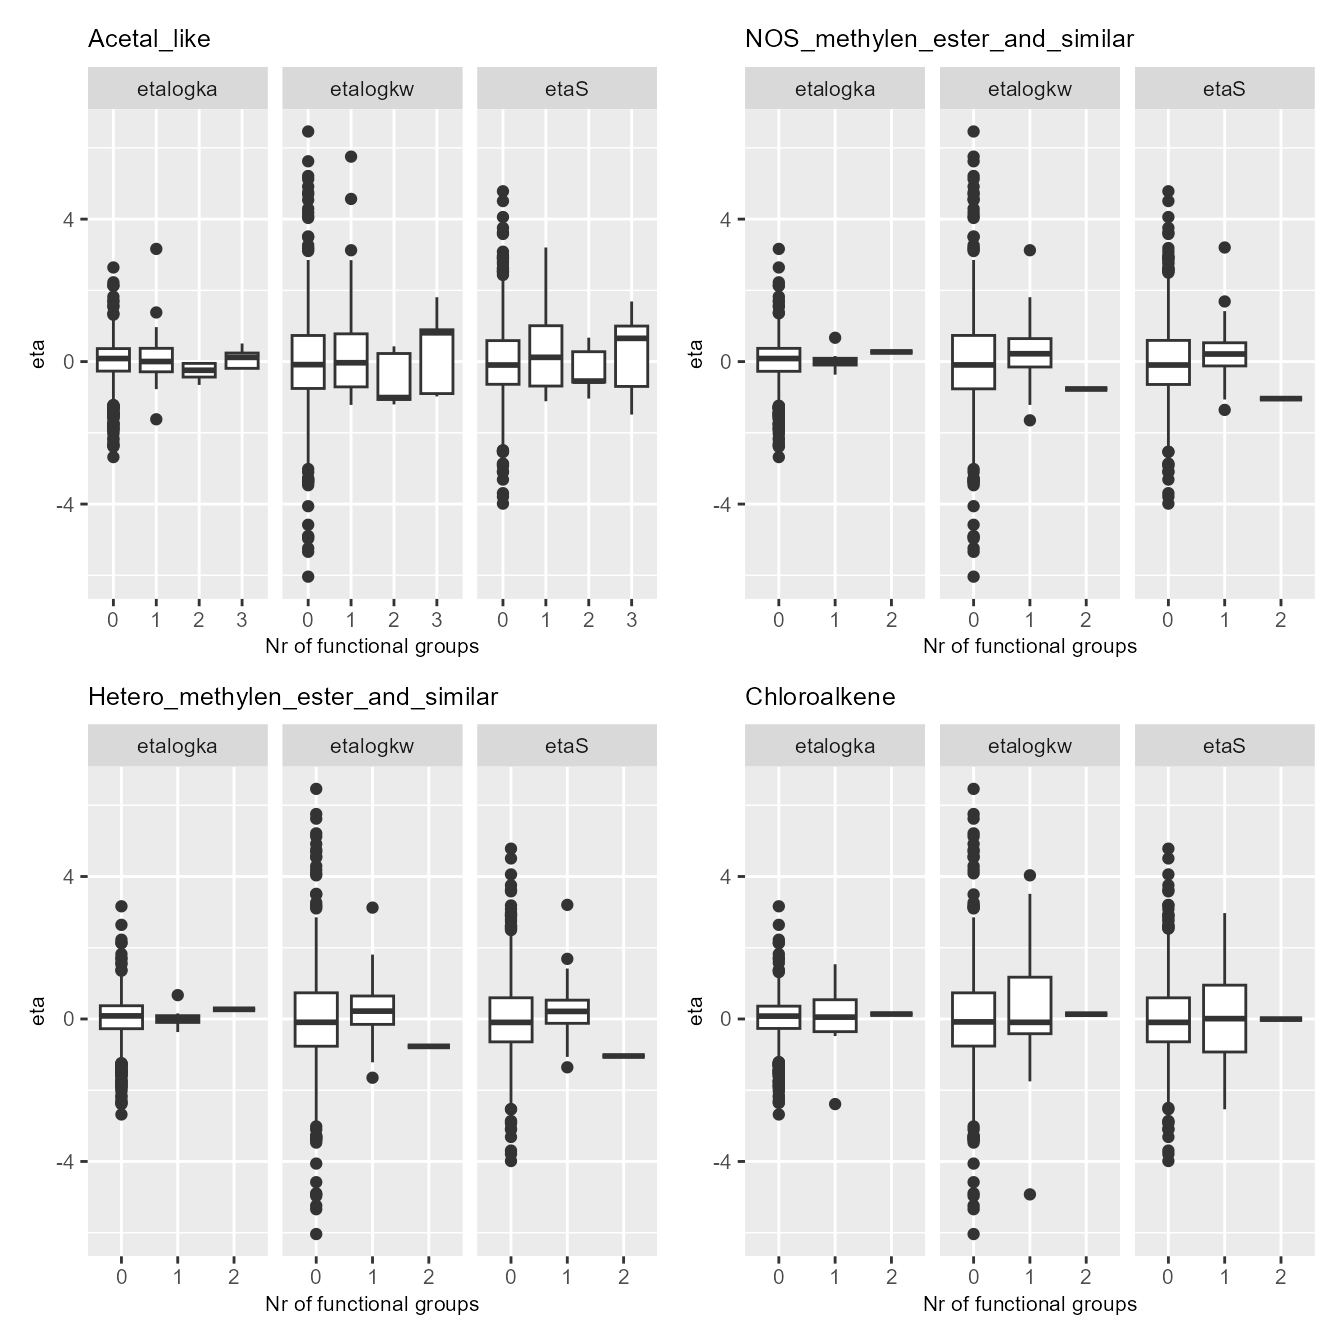 Acetal_like
etalogka etalogkw etaS
eta
4
0
-4
0 1 2 3 0 1 2 3 0 1 2 3
Nr of functional groups
NOS_methylen_ester_and_similar
etalogka etalogkw etaS
eta
4
0
-4
0 1 2 0 1 2 0 1 2
Nr of functional groups
Hetero_methylen_ester_and_similar
etalogka etalogkw etaS
eta
4
0
-4
0 1 2 0 1 2 0 1 2
Nr of functional groups
Chloroalkene
etalogka etalogkw etaS
eta
4
0
-4
0 1 2 0 1 2 0 1 2
Nr of functional groups